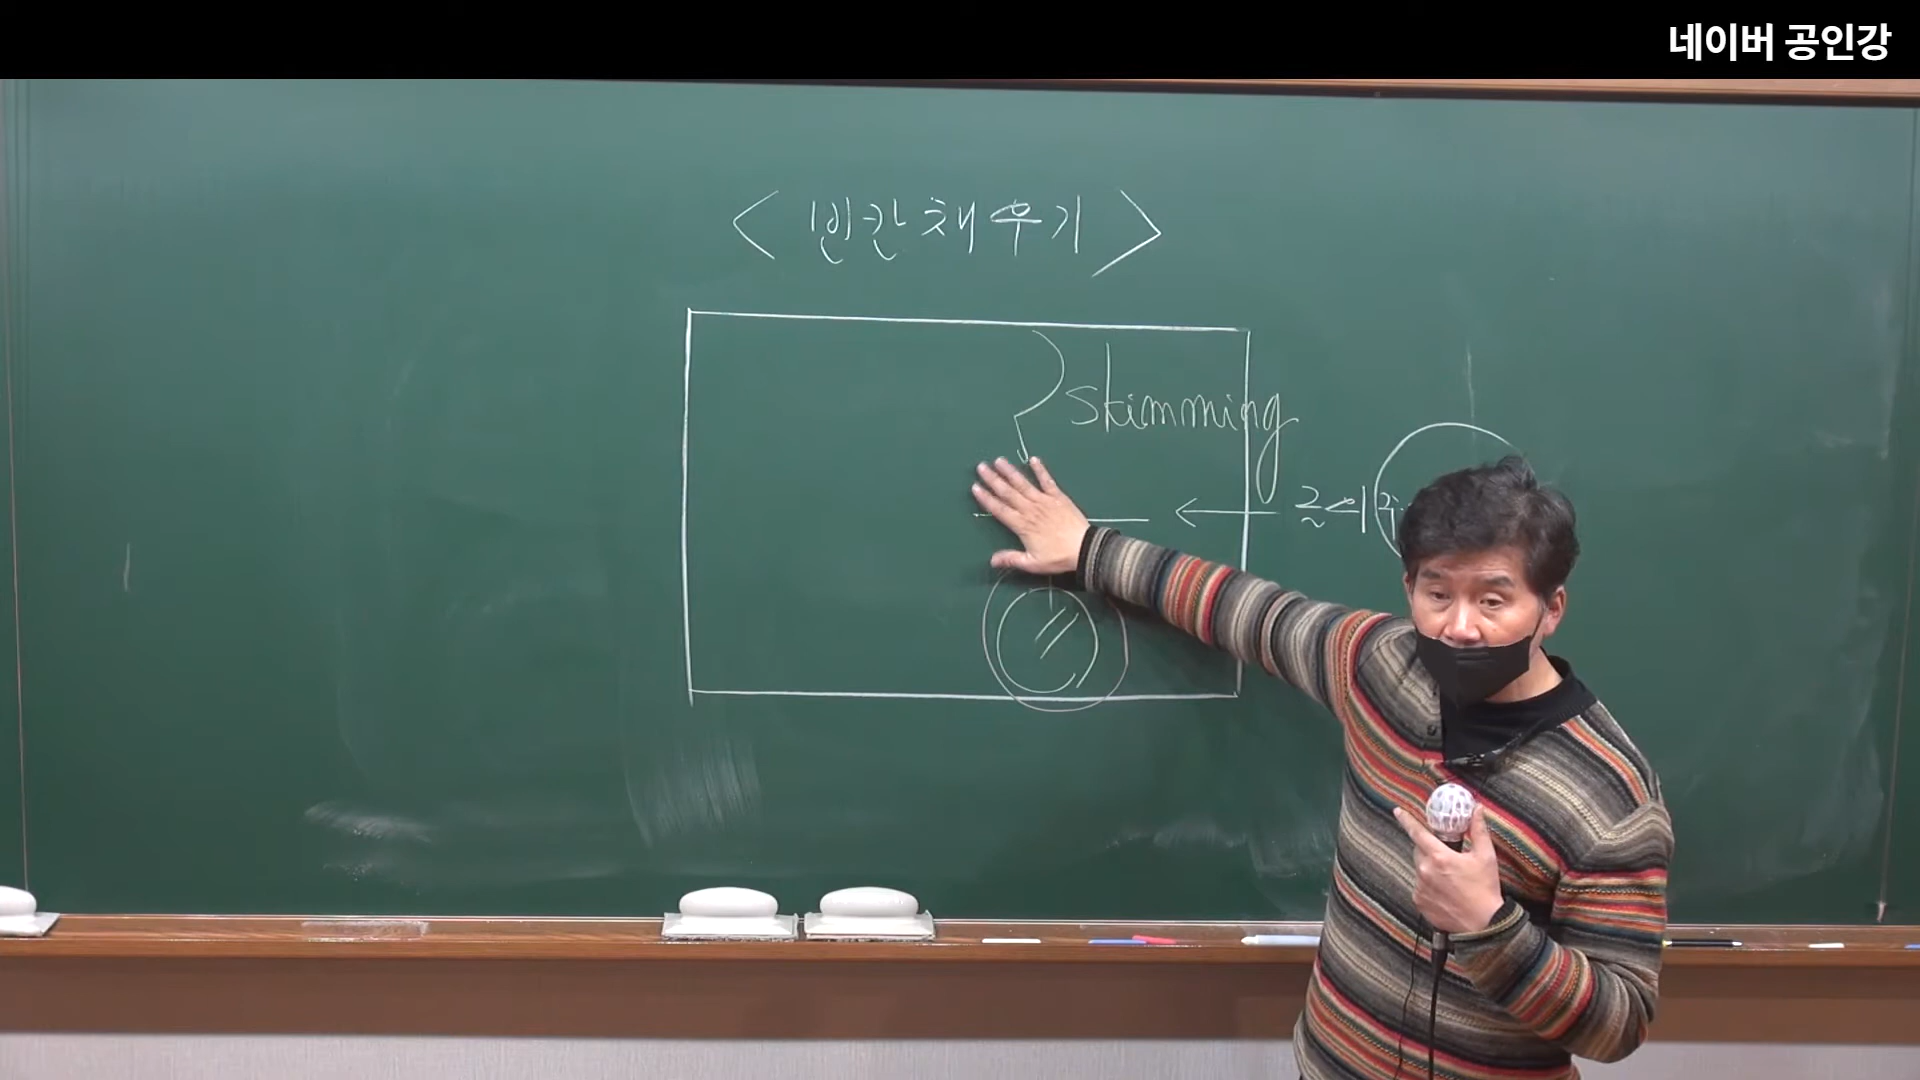 네이버 공인강
< 빈칸채우기 >
skimming